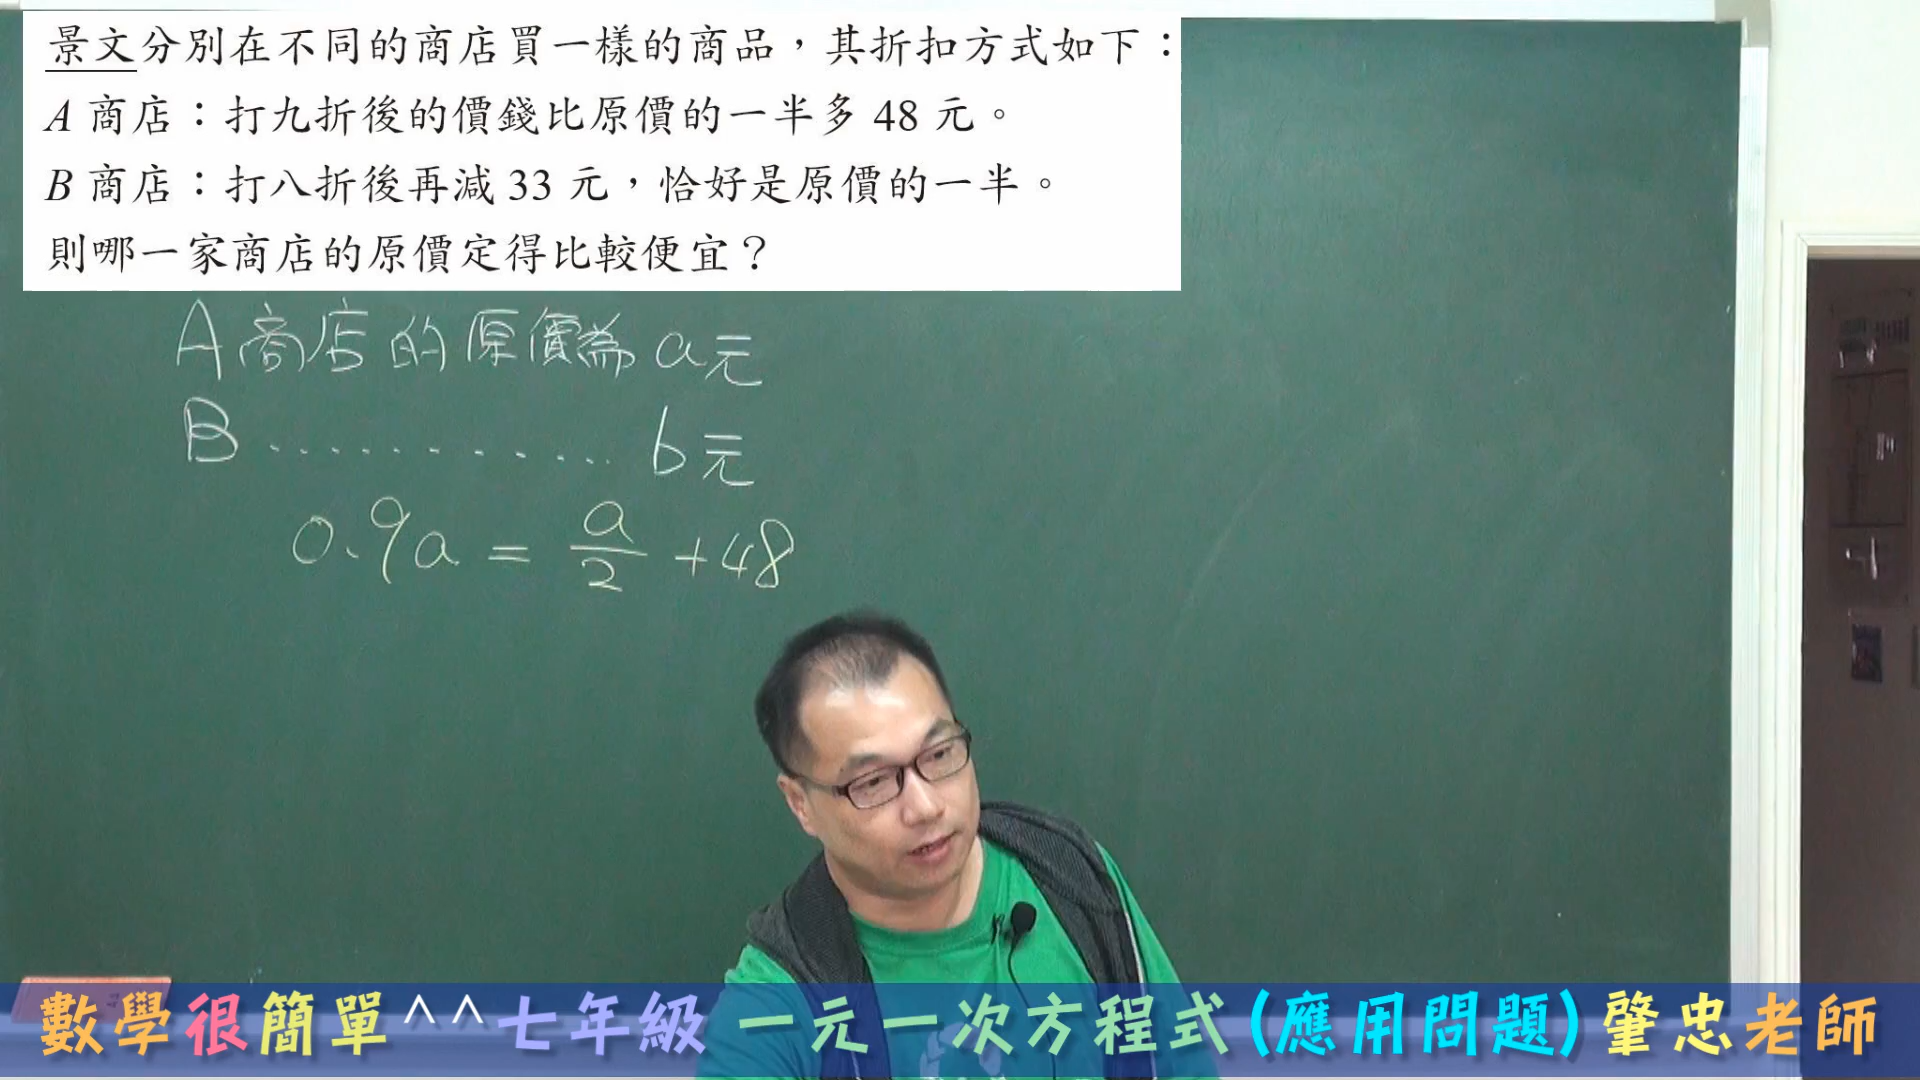 景文分別在不同的商店買一樣的商品，其折扣方式如下：
A 商店：打九折後的價錢比原價的一半多 48 元。
B 商店：打八折後再減 33 元，恰好是原價的一半。
則哪一家商店的原價定得比較便宜？
A商店的原價為 a元
B ............ b元
0.9a = a/2 + 48
數學很簡單^^七年級 一元一次方程式(應用問題)肇忠老師